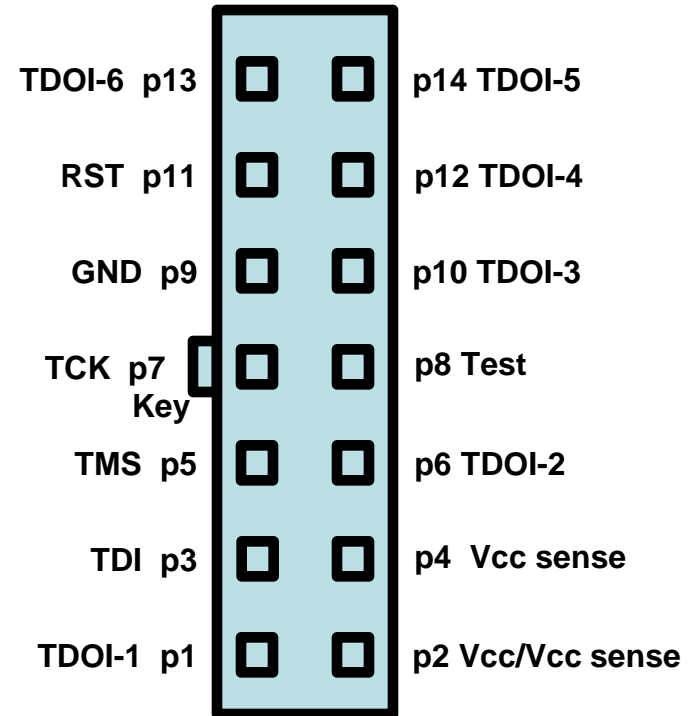 TDOI-6 p13 p14 TDOI-5
RST p11 p12 TDOI-4
GND p9 p10 TDOI-3
TCK p7 p8 Test
Key
TMS p5 p6 TDOI-2
TDI p3 p4 Vcc sense
TDOI-1 p1 p2 Vcc/Vcc sense